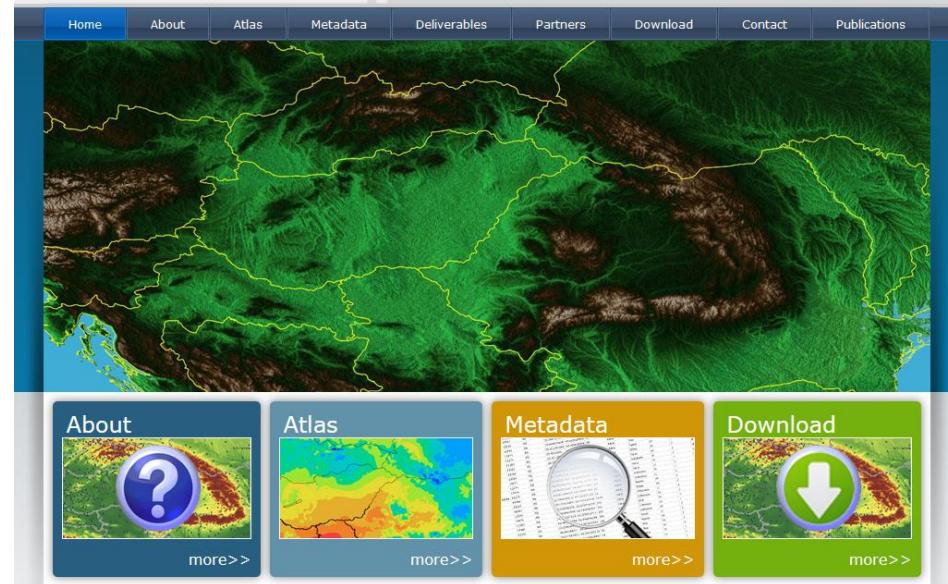 Home About Atlas Metadata Deliverables Partners Download Contact Publications
About Atlas Metadata Download
more>> more>> more>> more>>